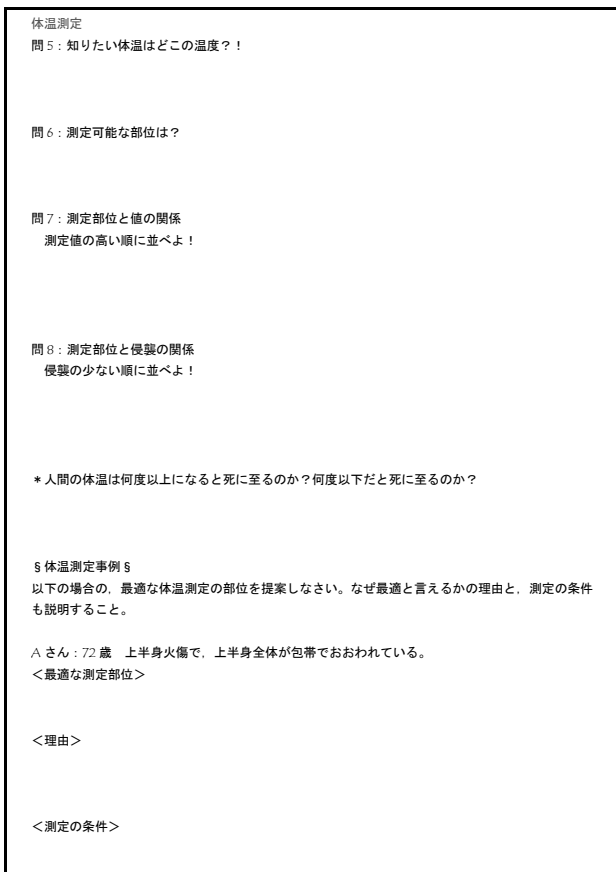 体温測定
問5：知りたい体温はどこの温度？！
問6：測定可能な部位は？
問7：測定部位と値の関係
測定値の高い順に並べよ！
問8：測定部位と侵襲の関係
侵襲の少ない順に並べよ！
＊人間の体温は何度以上になると死に至るのか？何度以下だと死に至るのか？
§体温測定事例§
以下の場合の，最適な体温測定の部位を提案しなさい。なぜ最適と言えるかの理由と，測定の条件
も説明すること。
Aさん：72歳　上半身火傷で，上半身全体が包帯でおおわれている。
＜最適な測定部位＞
＜理由＞
＜測定の条件＞